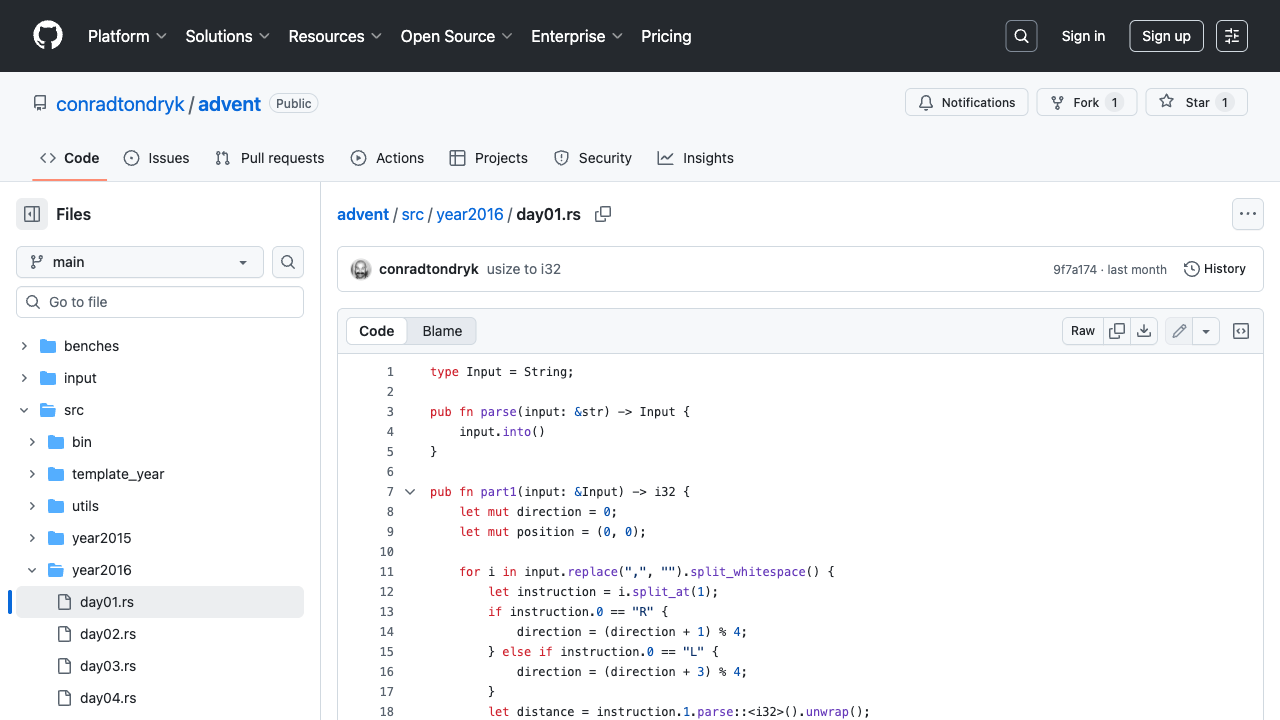 Platform Solutions Resources Open Source Enterprise Pricing Sign in Sign up
conradtondryk / advent Public Notifications Fork 1 Star 1
Code Issues Pull requests Actions Projects Security Insights
Files
main
Go to file
benches
input
src
bin
template_year
utils
year2015
year2016
day01.rs
day02.rs
day03.rs
day04.rs
advent / src / year2016 / day01.rs
conradtondryk usize to i32 9f7a174 · last month History
Code Blame Raw
1 type Input = String;
2
3 pub fn parse(input: &str) -> Input {
4     input.into()
5 }
6
7 pub fn part1(input: &Input) -> i32 {
8     let mut direction = 0;
9     let mut position = (0, 0);
10
11     for i in input.replace(",", "").split_whitespace() {
12         let instruction = i.split_at(1);
13         if instruction.0 == "R" {
14             direction = (direction + 1) % 4;
15         } else if instruction.0 == "L" {
16             direction = (direction + 3) % 4;
17         }
18         let distance = instruction.1.parse::<i32>().unwrap();